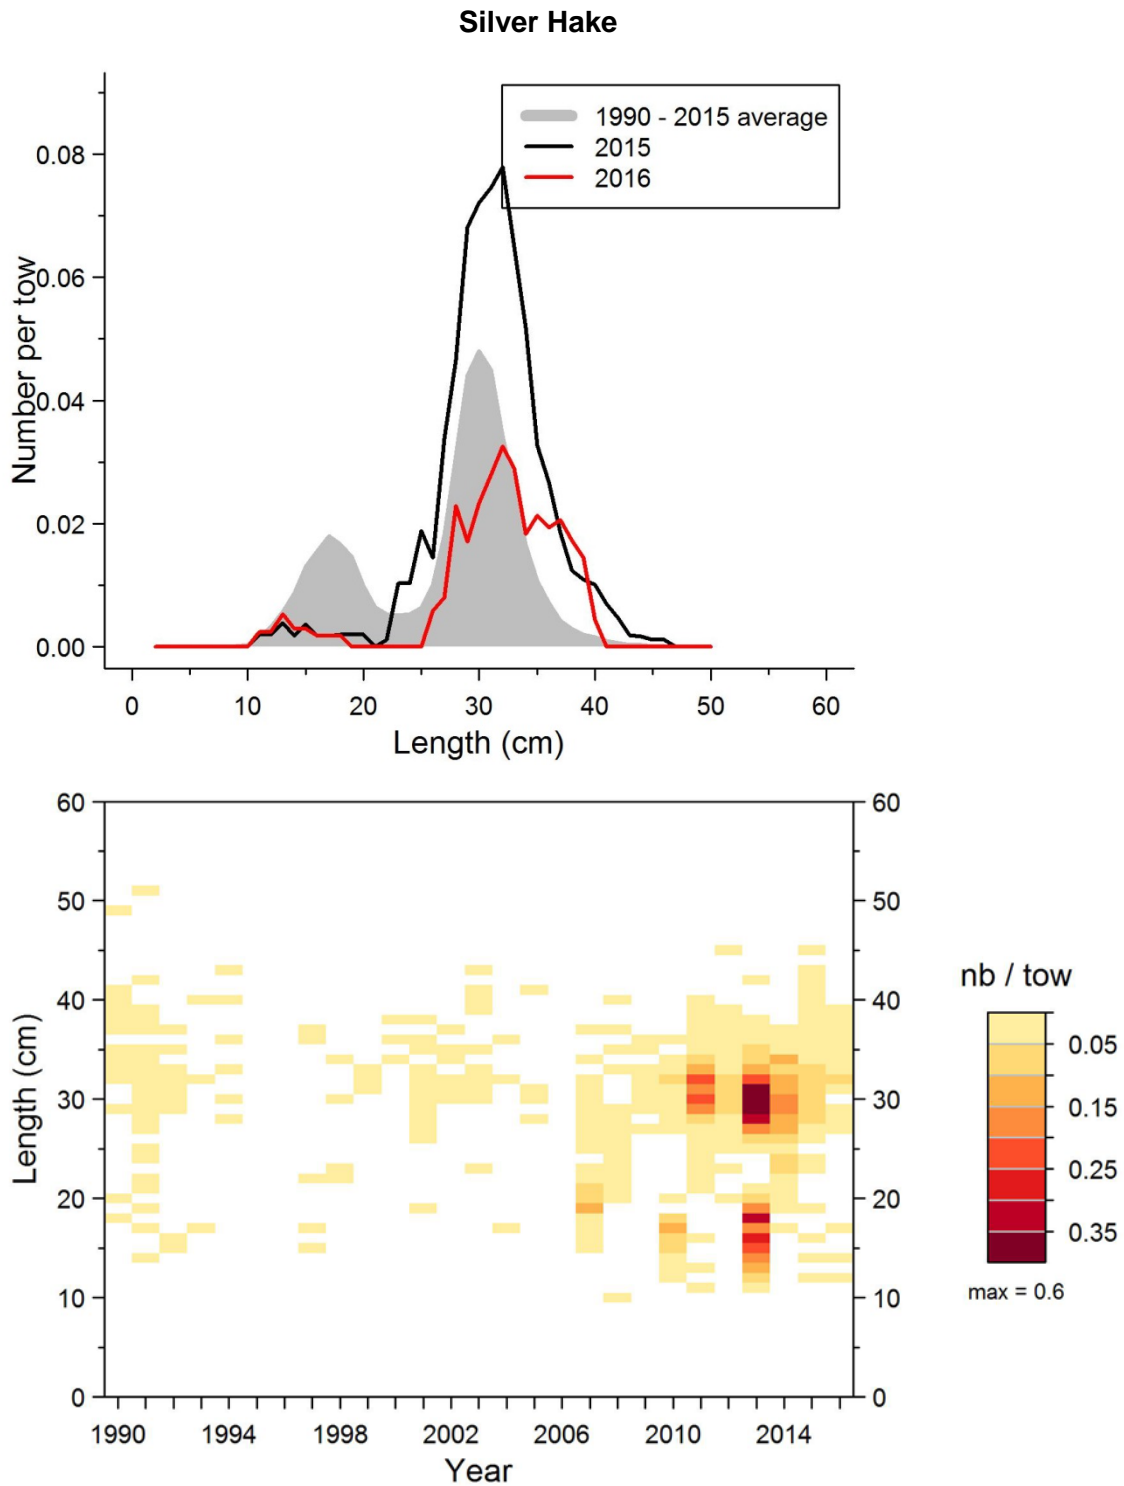 Silver Hake
1990 - 2015 average
2015
2016
0.08
0.06
0.04
0.02
0.00
Number per tow
0 10 20 30 40 50 60
Length (cm)
60 60
50 50
40 40
30 30
20 20
10 10
0 0
Length (cm)
1990 1994 1998 2002 2006 2010 2014
Year
nb / tow
0.05
0.15
0.25
0.35
max = 0.6